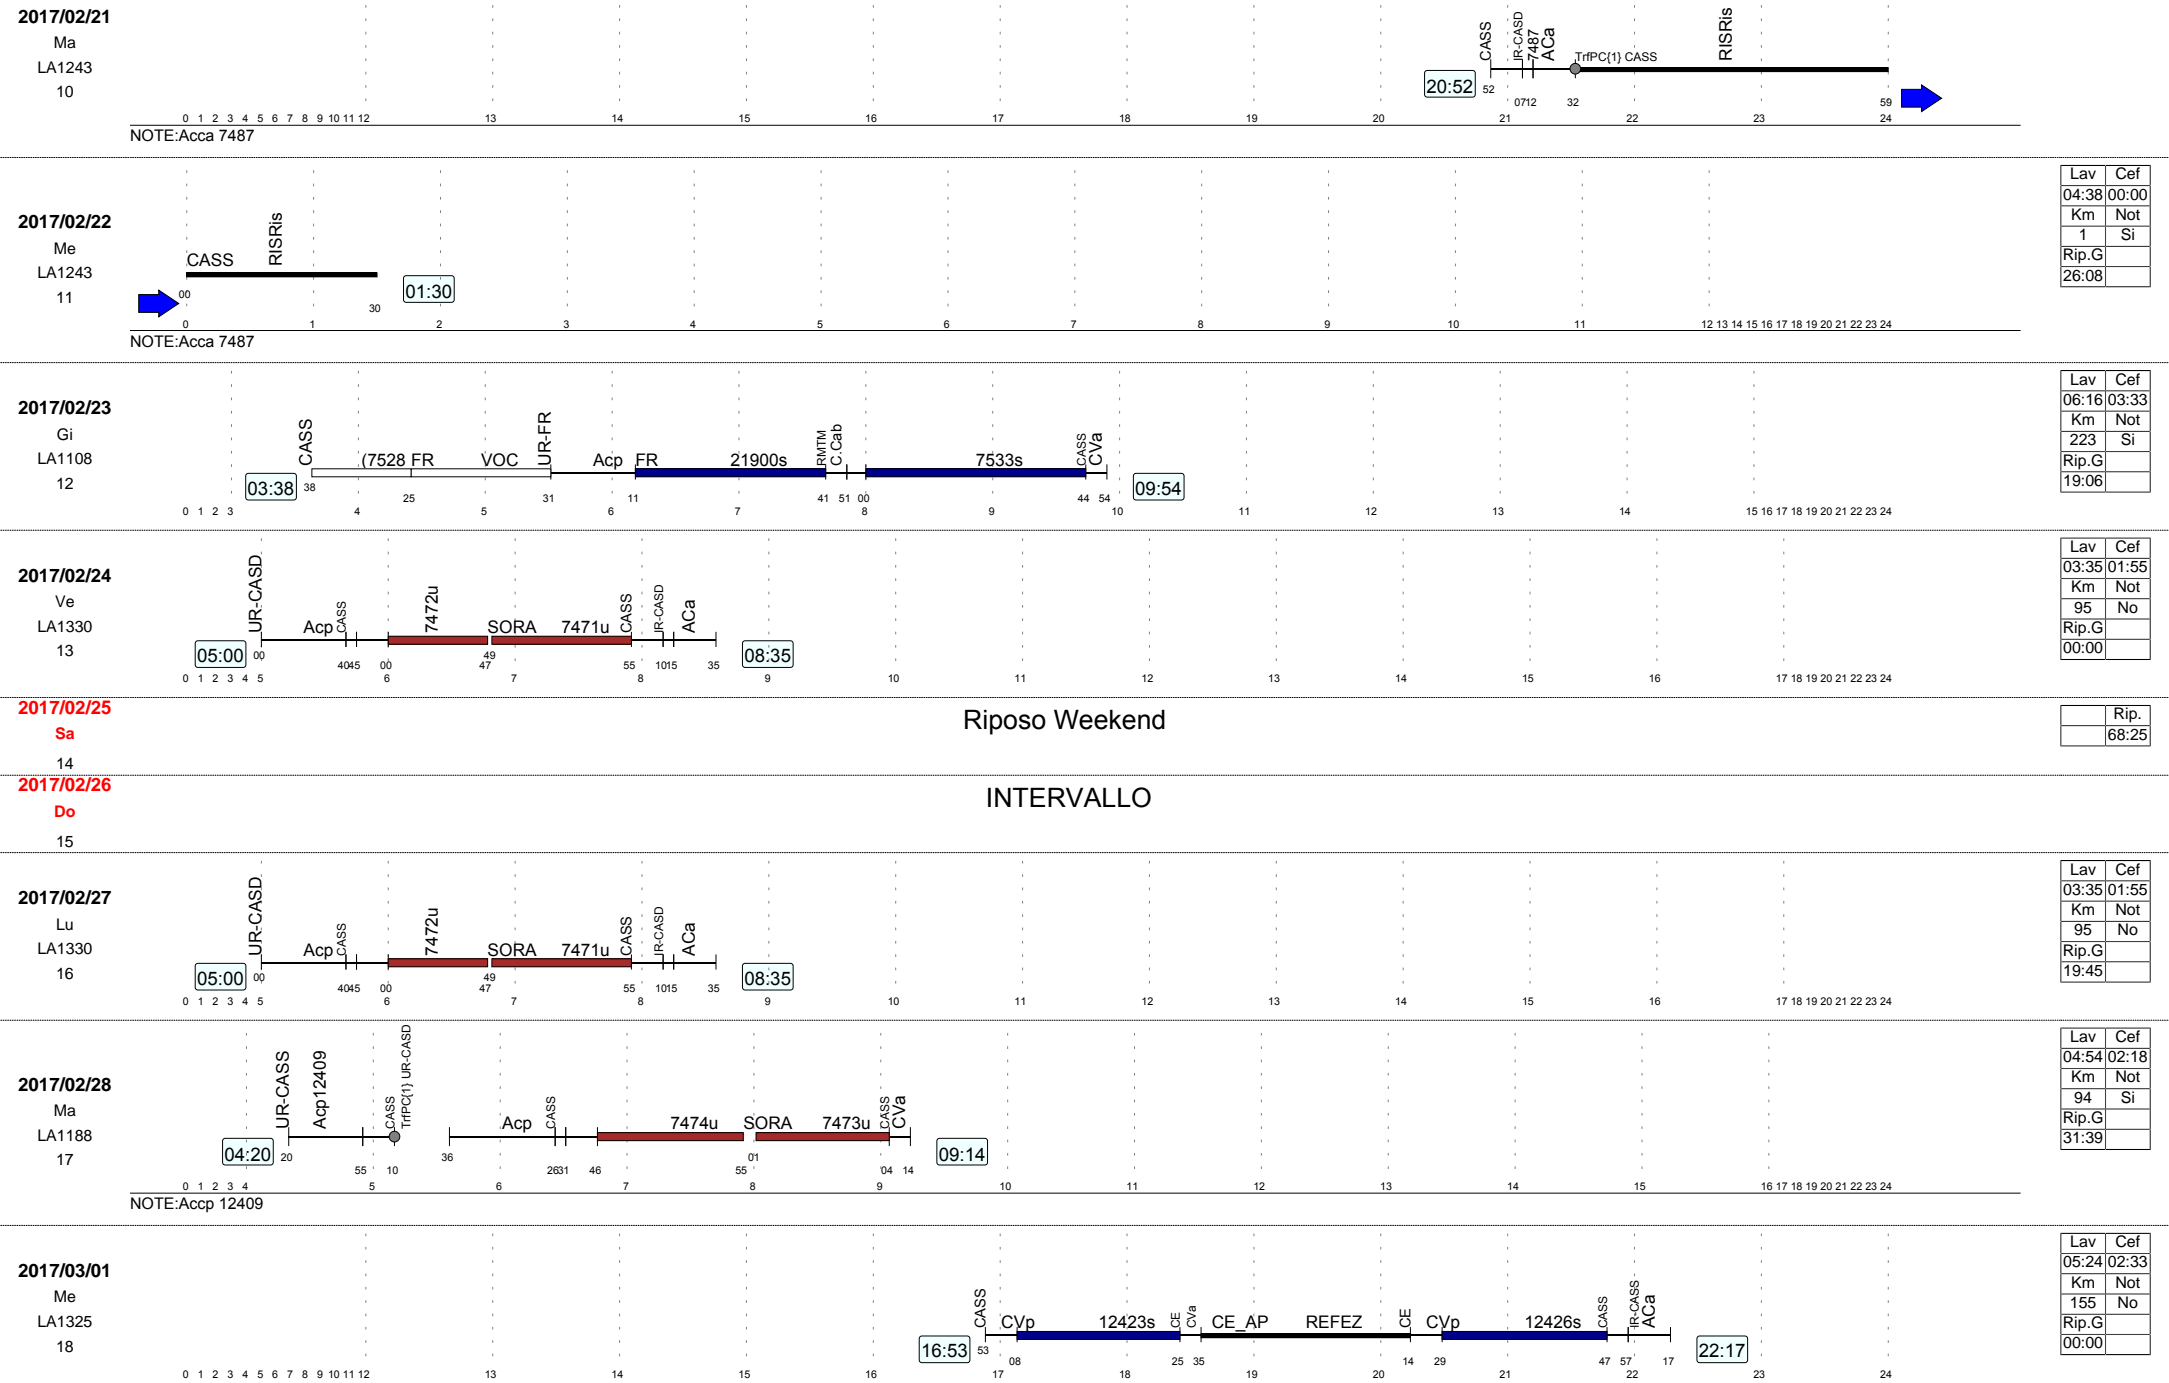 2017/02/21
Ma
LA1243
10
20:52
CASS
IR-CASD
7487
ACa
TrfPC{1} CASS
RISRis
52 0712 32 59
0 1 2 3 4 5 6 7 8 9 10 11 12 13 14 15 16 17 18 19 20 21 22 23 24
NOTE:Acca 7487
2017/02/22
Me
LA1243
11
CASS
RISRis
00 30
01:30
0 1 2 3 4 5 6 7 8 9 10 11 12 13 14 15 16 17 18 19 20 21 22 23 24
NOTE:Acca 7487
Lav Cef
04:38 00:00
Km Not
1 Si
Rip.G
26:08
2017/02/23
Gi
LA1108
12
03:38
CASS
(7528 FR VOC
UR-FR
Acp FR 21900s
RMTM
C.Cab
7533s
CASS
CVa
38 25 31 11 41 51 00 44 54
09:54
0 1 2 3 4 5 6 7 8 9 10 11 12 13 14 15 16 17 18 19 20 21 22 23 24
Lav Cef
06:16 03:33
Km Not
223 Si
Rip.G
19:06
2017/02/24
Ve
LA1330
13
05:00
UR-CASD
Acp
CASS
7472u
SORA 7471u
CASS
IR-CASD
ACa
00 4045 00 47 49 55 1015 35
08:35
0 1 2 3 4 5 6 7 8 9 10 11 12 13 14 15 16 17 18 19 20 21 22 23 24
Lav Cef
03:35 01:55
Km Not
95 No
Rip.G
00:00
2017/02/25
Sa
14
Riposo Weekend
Rip.
68:25
2017/02/26
Do
15
INTERVALLO
2017/02/27
Lu
LA1330
16
05:00
UR-CASD
Acp
CASS
7472u
SORA 7471u
CASS
IR-CASD
ACa
00 4045 00 47 49 55 1015 35
08:35
0 1 2 3 4 5 6 7 8 9 10 11 12 13 14 15 16 17 18 19 20 21 22 23 24
Lav Cef
03:35 01:55
Km Not
95 No
Rip.G
19:45
2017/02/28
Ma
LA1188
17
04:20
UR-CASS
Acp12409
CASS
TrfPC{1} UR-CASD
Acp
CASS
7474u SORA 7473u
CASS
CVa
20 55 10 36 2631 46 55 01 04 14
09:14
0 1 2 3 4 5 6 7 8 9 10 11 12 13 14 15 16 17 18 19 20 21 22 23 24
NOTE:Accp 12409
Lav Cef
04:54 02:18
Km Not
94 Si
Rip.G
31:39
2017/03/01
Me
LA1325
18
16:53
CASS
CVp 12423s
CE
CVa
CE_AP REFEZ
CE
CVp 12426s
CASS
IR-CASS
ACa
53 08 25 35 14 29 47 57 17
22:17
0 1 2 3 4 5 6 7 8 9 10 11 12 13 14 15 16 17 18 19 20 21 22 23 24
Lav Cef
05:24 02:33
Km Not
155 No
Rip.G
00:00